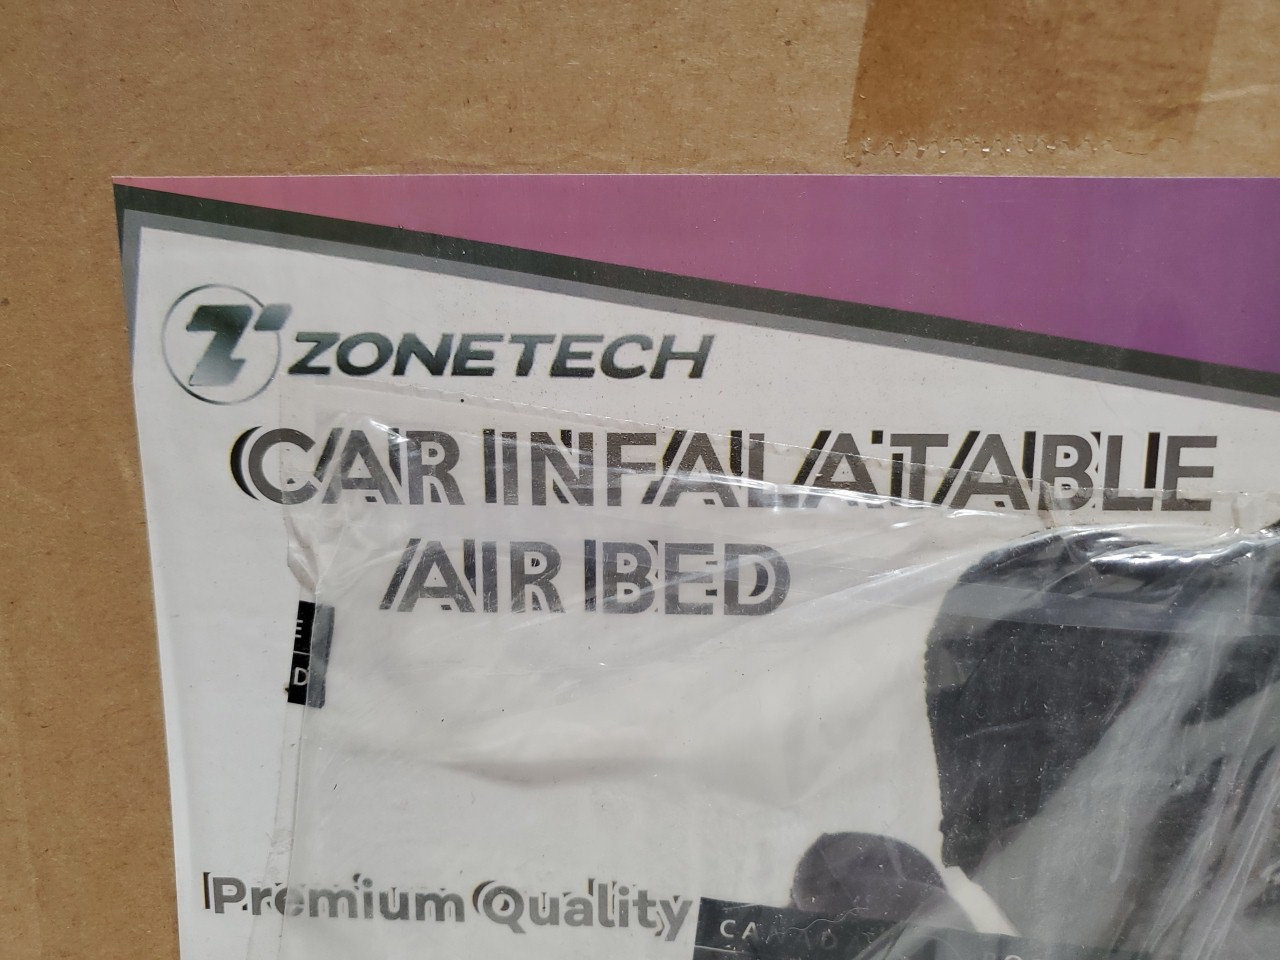 ZONETECH
CAR INFALATABLE
AIR BED
E
D
Premium Quality